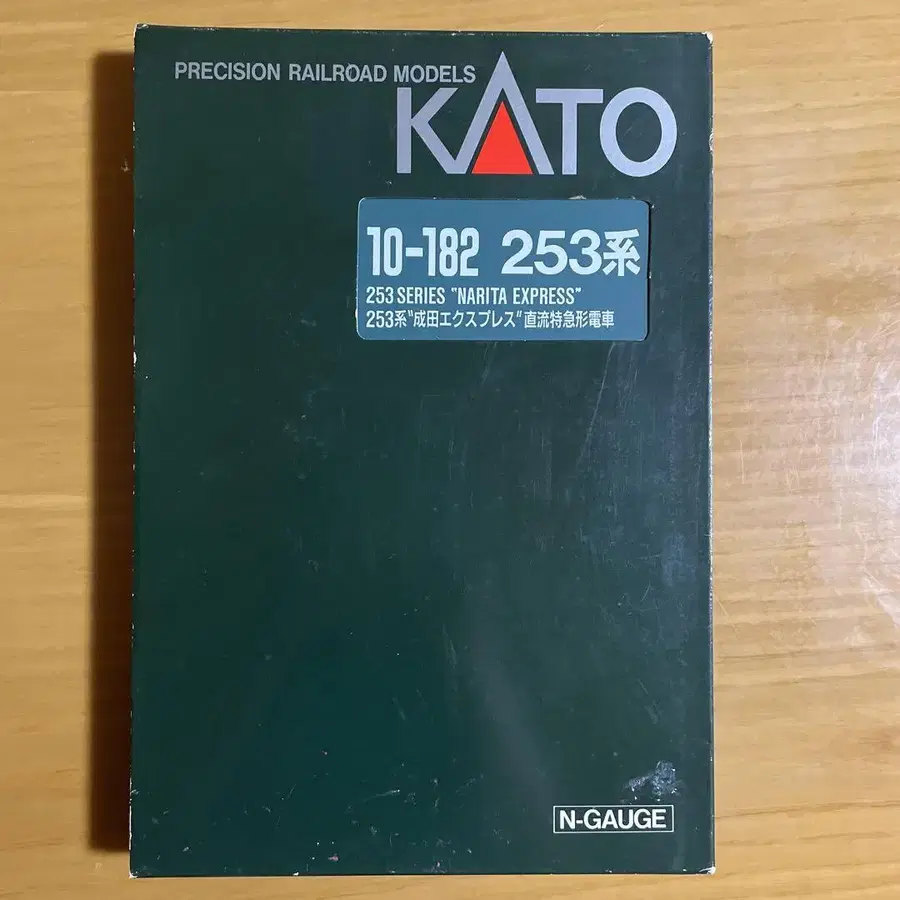 PRECISION RAILROAD MODELS
KATO
10-182 253系
253 SERIES "NARITA EXPRESS"
253系"成田エクスプレス"直流特急形電車
N-GAUGE